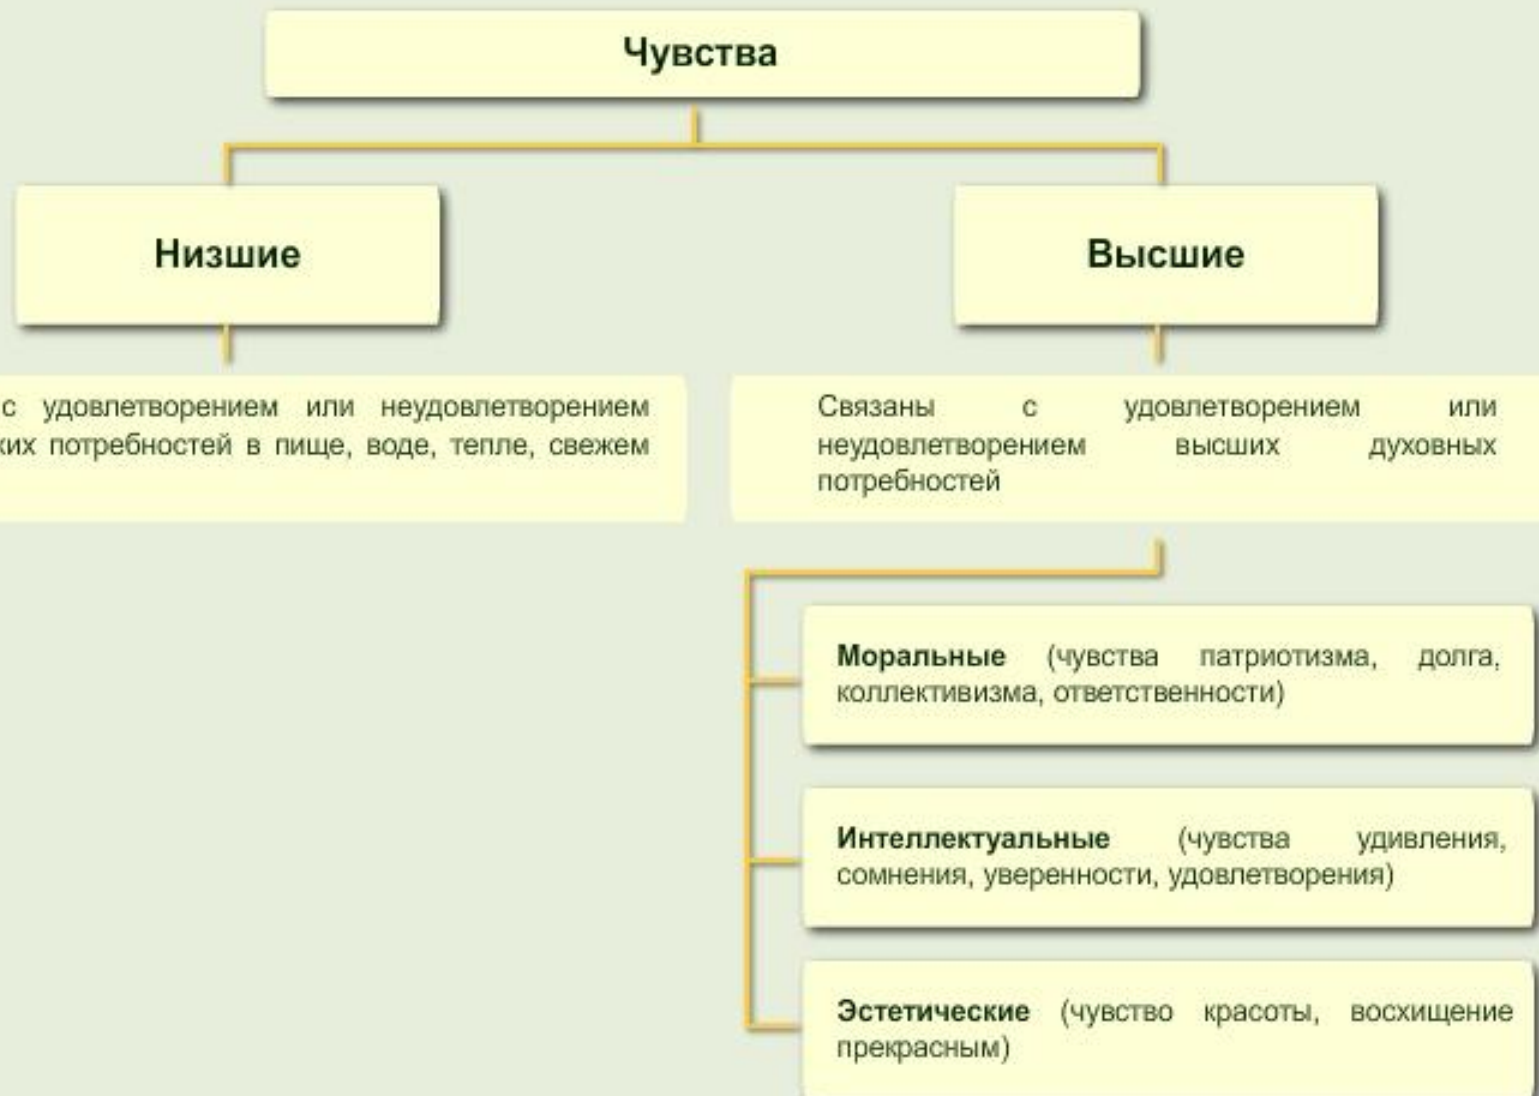 Чувства
Низшие
Высшие
с удовлетворением или неудовлетворением
потребностей в пище, воде, тепле, свежем
Связаны с удовлетворением или
неудовлетворением высших духовных
потребностей
Моральные (чувства патриотизма, долга,
коллективизма, ответственности)
Интеллектуальные (чувства удивления,
сомнения, уверенности, удовлетворения)
Эстетические (чувство красоты, восхищение
прекрасным)